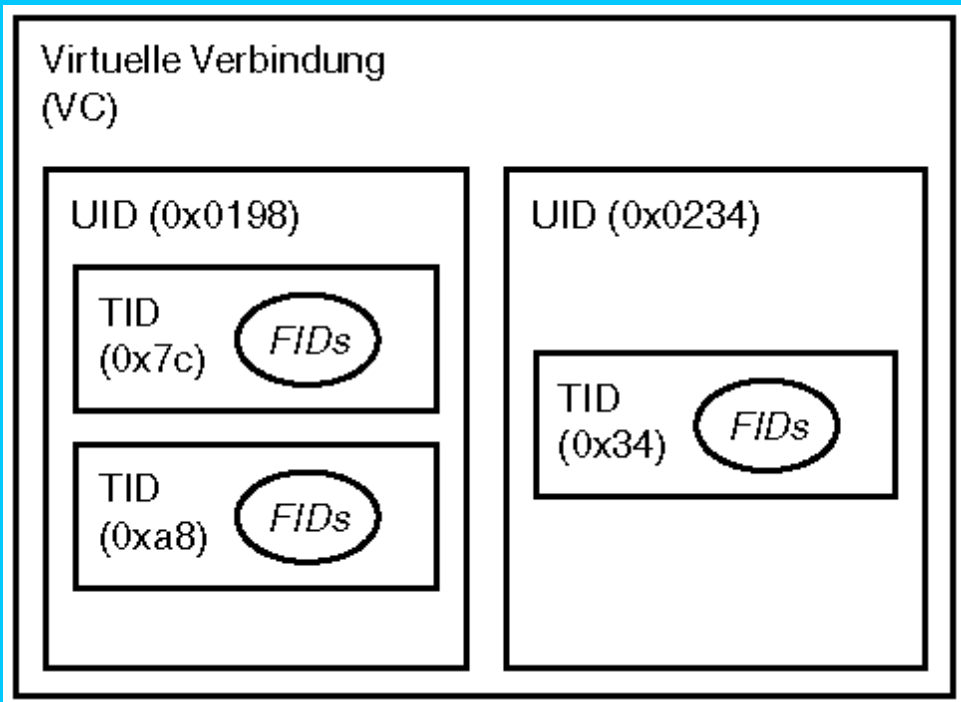 Virtuelle Verbindung
(VC)
UID (0x0198)
TID
(0x7c)
FIDs
TID
(0xa8)
FIDs
UID (0x0234)
TID
(0x34)
FIDs